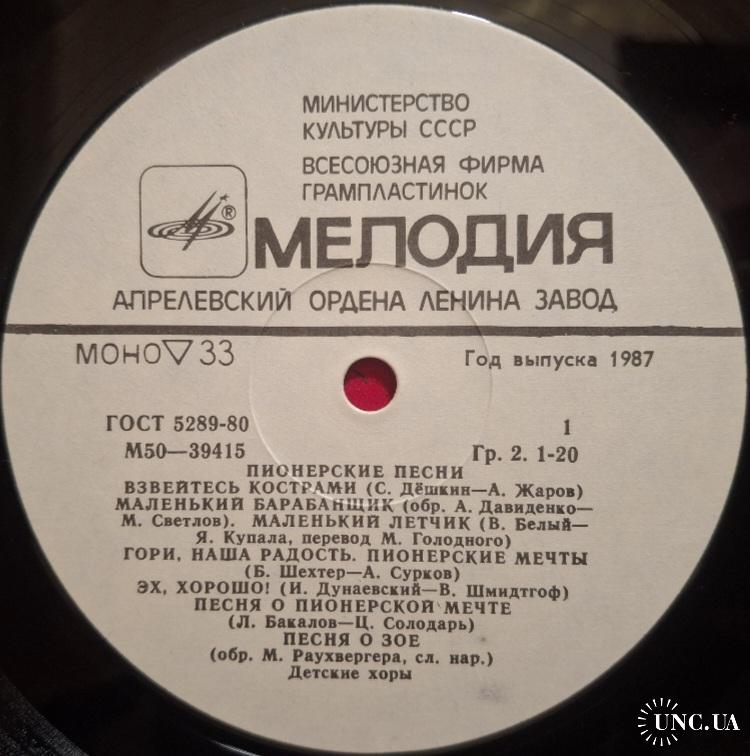 МИНИСТЕРСТВО
КУЛЬТУРЫ СССР
ВСЕСОЮЗНАЯ ФИРМА
ГРАМПЛАСТИНОК
®
МЕЛОДИЯ
АПРЕЛЕВСКИЙ ОРДЕНА ЛЕНИНА ЗАВОД
МОНО ▽ 33 Год выпуска 1987
ГОСТ 5289-80 1
М50—39415 Гр. 2. 1-20
ПИОНЕРСКИЕ ПЕСНИ
ВЗВЕЙТЕСЬ КОСТРАМИ (С. Дёшкин—А. Жаров)
МАЛЕНЬКИЙ БАРАБАНЩИК (обр. А. Давиденко—
М. Светлов). МАЛЕНЬКИЙ ЛЕТЧИК (В. Белый—
Я. Купала, перевод М. Голодного)
ГОРИ, НАША РАДОСТЬ. ПИОНЕРСКИЕ МЕЧТЫ
(Б. Шехтер—А. Сурков)
ЭХ, ХОРОШО! (И. Дунаевский—В. Шмидтгоф)
ПЕСНЯ О ПИОНЕРСКОЙ МЕЧТЕ
(Л. Бакалов—Ц. Солодарь)
ПЕСНЯ О ЗОЕ
(обр. М. Раухвергера, сл. нар.)
Детские хоры
UNC.UA